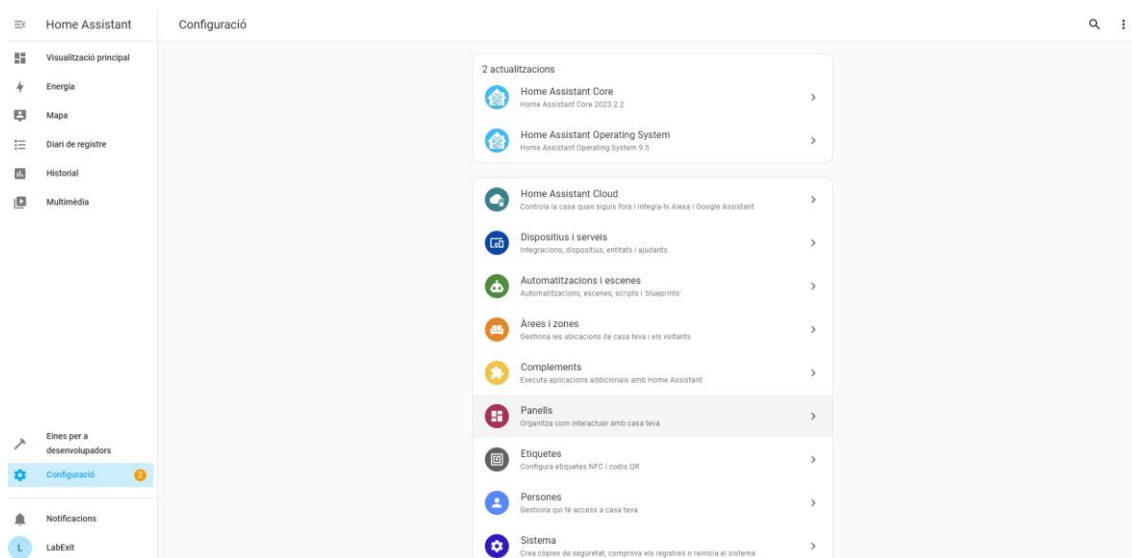 Home Assistant
Configuració
Visualització principal
Energia
Mapa
Diari de registre
Historial
Multimèdia
Eines per a
desenvolupadors
Configuració
2
Notificacions
L
LabExit
2 actualitzacions
Home Assistant Core
Home Assistant Core 2023.2.2
Home Assistant Operating System
Home Assistant Operating System 9.5
Home Assistant Cloud
Controla la casa quan siguis fora i integra-hi Alexa i Google Assistant
Dispositius i serveis
Integracions, dispositius, entitats i ajudants
Automatitzacions i escenes
Automatitzacions, escenes, scripts i 'blueprints'
Àrees i zones
Gestiona les ubicacions de casa teva i els voltants
Complements
Executa aplicacions addicionals amb Home Assistant
Panells
Organitza com interactuar amb casa teva
Etiquetes
Configura etiquetes NFC i codis QR
Persones
Gestiona qui té access a casa teva
Sistema
Crea còpies de seguretat, comprova els registres o reinicia el sistema